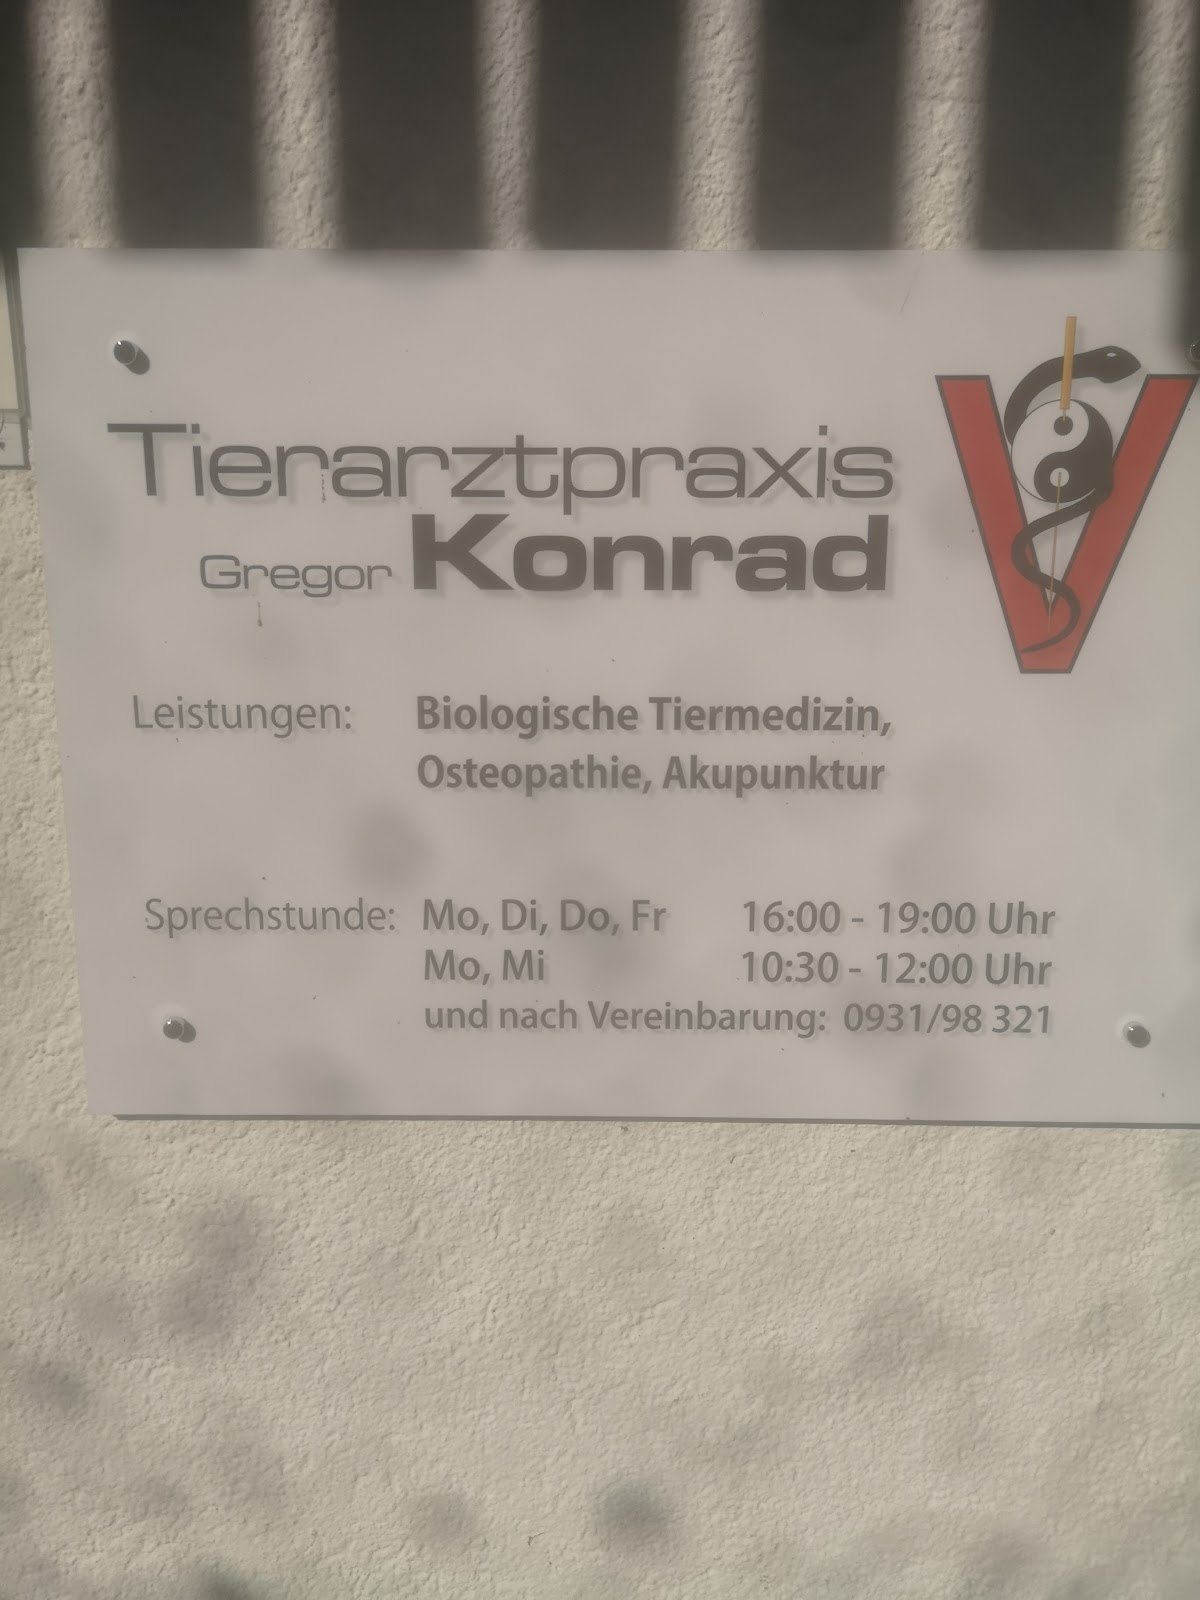 Tierarztpraxis
Gregor Konrad
Leistungen: Biologische Tiermedizin,
Osteopathie, Akupunktur
Sprechstunde: Mo, Di, Do, Fr 16:00 - 19:00 Uhr
Mo, Mi 10:30 - 12:00 Uhr
und nach Vereinbarung: 0931/98 321